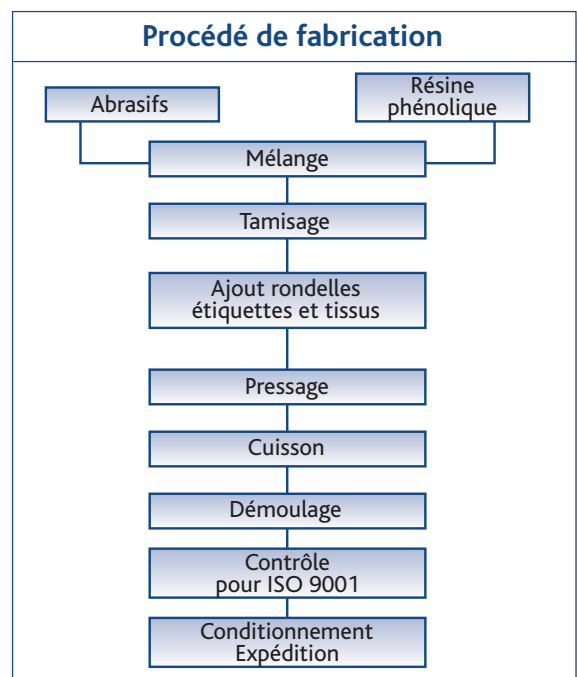 Procédé de fabrication
Abrasifs
Résine
phénolique
Mélange
Tamisage
Ajout rondelles
étiquettes et tissus
Pressage
Cuisson
Démoulage
Contrôle
pour ISO 9001
Conditionnement
Expédition